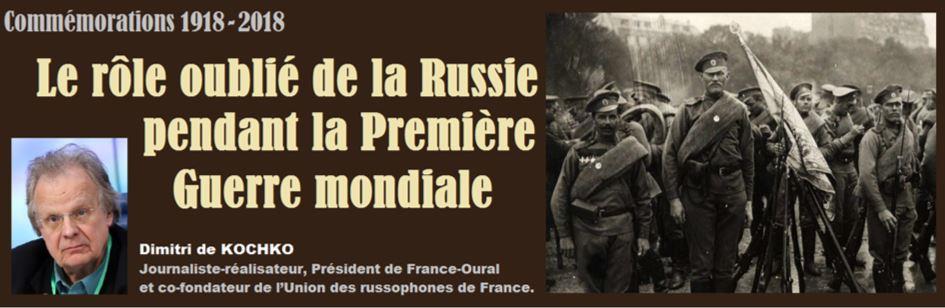 Commémorations 1918-2018
Le rôle oublié de la Russie
pendant la Première
Guerre mondiale
Dimitri de KOCHKO
Journaliste-réalisateur, Président de France-Oural
et co-fondateur de l'Union des russophones de France.